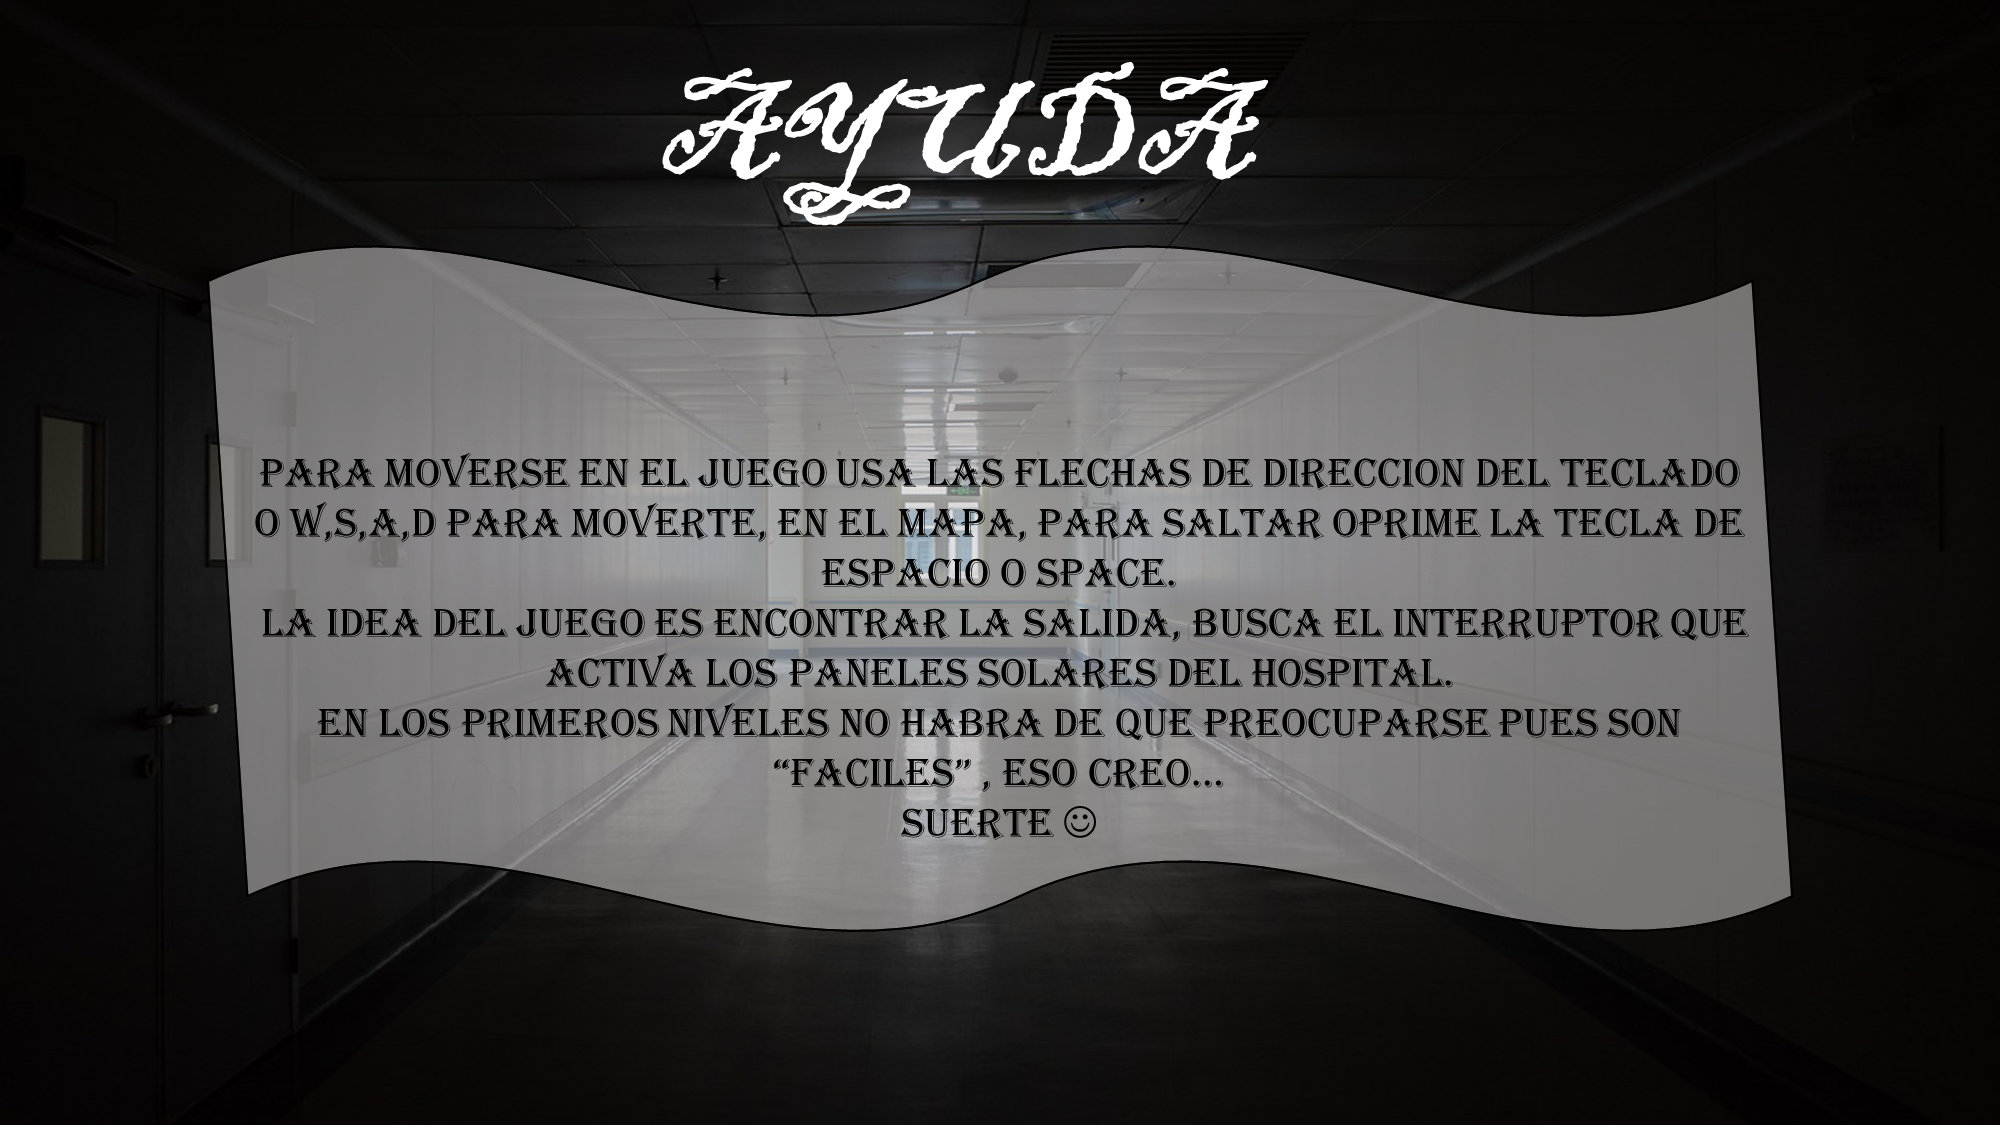 AYUDA
PARA MOVERSE EN EL JUEGO USA LAS FLECHAS DE DIRECCION DEL TECLADO
O W,S,A,D PARA MOVERTE, EN EL MAPA, PARA SALTAR OPRIME LA TECLA DE
ESPACIO O SPACE.
LA IDEA DEL JUEGO ES ENCONTRAR LA SALIDA, BUSCA EL INTERRUPTOR QUE
ACTIVA LOS PANELES SOLARES DEL HOSPITAL.
EN LOS PRIMEROS NIVELES NO HABRA DE QUE PREOCUPARSE PUES SON
“FACILES” , ESO CREO…
SUERTE ☺